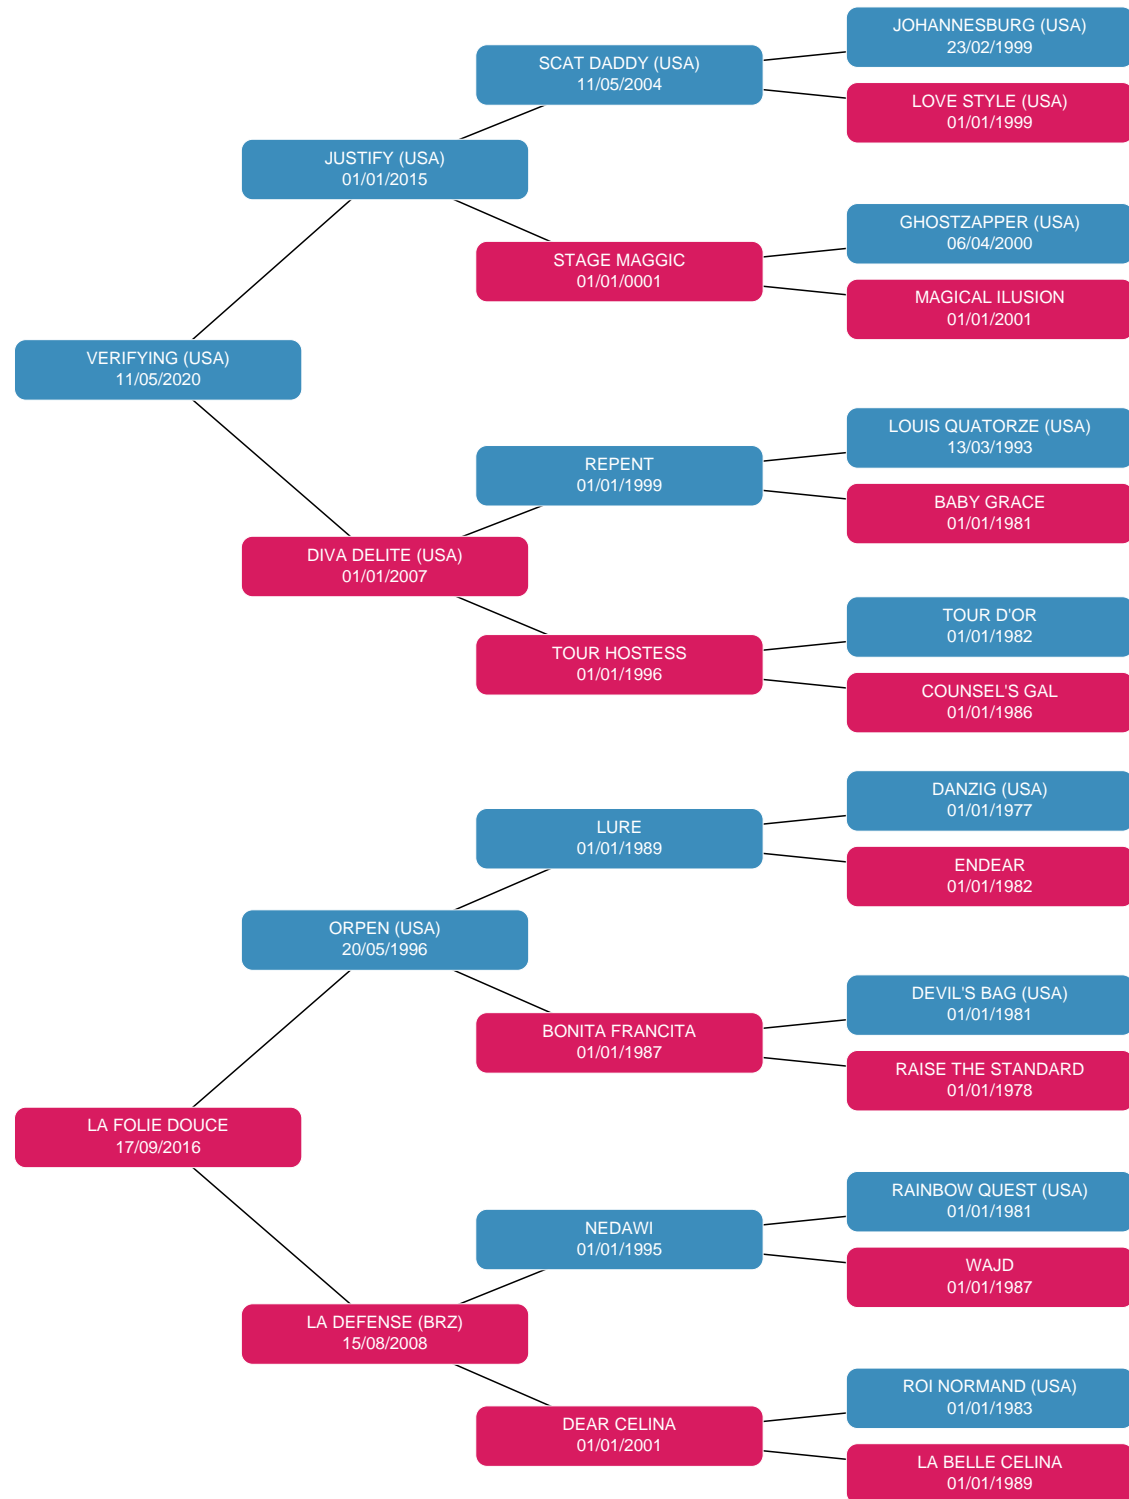 JOHANNESBURG (USA)
23/02/1999
SCAT DADDY (USA)
11/05/2004
LOVE STYLE (USA)
01/01/1999
JUSTIFY (USA)
01/01/2015
GHOSTZAPPER (USA)
06/04/2000
STAGE MAGGIC
01/01/0001
MAGICAL ILUSION
01/01/2001
VERIFYING (USA)
11/05/2020
LOUIS QUATORZE (USA)
13/03/1993
REPENT
01/01/1999
BABY GRACE
01/01/1981
DIVA DELITE (USA)
01/01/2007
TOUR D'OR
01/01/1982
TOUR HOSTESS
01/01/1996
COUNSEL'S GAL
01/01/1986
DANZIG (USA)
01/01/1977
LURE
01/01/1989
ENDEAR
01/01/1982
ORPEN (USA)
20/05/1996
DEVIL'S BAG (USA)
01/01/1981
BONITA FRANCITA
01/01/1987
RAISE THE STANDARD
01/01/1978
LA FOLIE DOUCE
17/09/2016
RAINBOW QUEST (USA)
01/01/1981
NEDAWI
01/01/1995
WAJD
01/01/1987
LA DEFENSE (BRZ)
15/08/2008
ROI NORMAND (USA)
01/01/1983
DEAR CELINA
01/01/2001
LA BELLE CELINA
01/01/1989